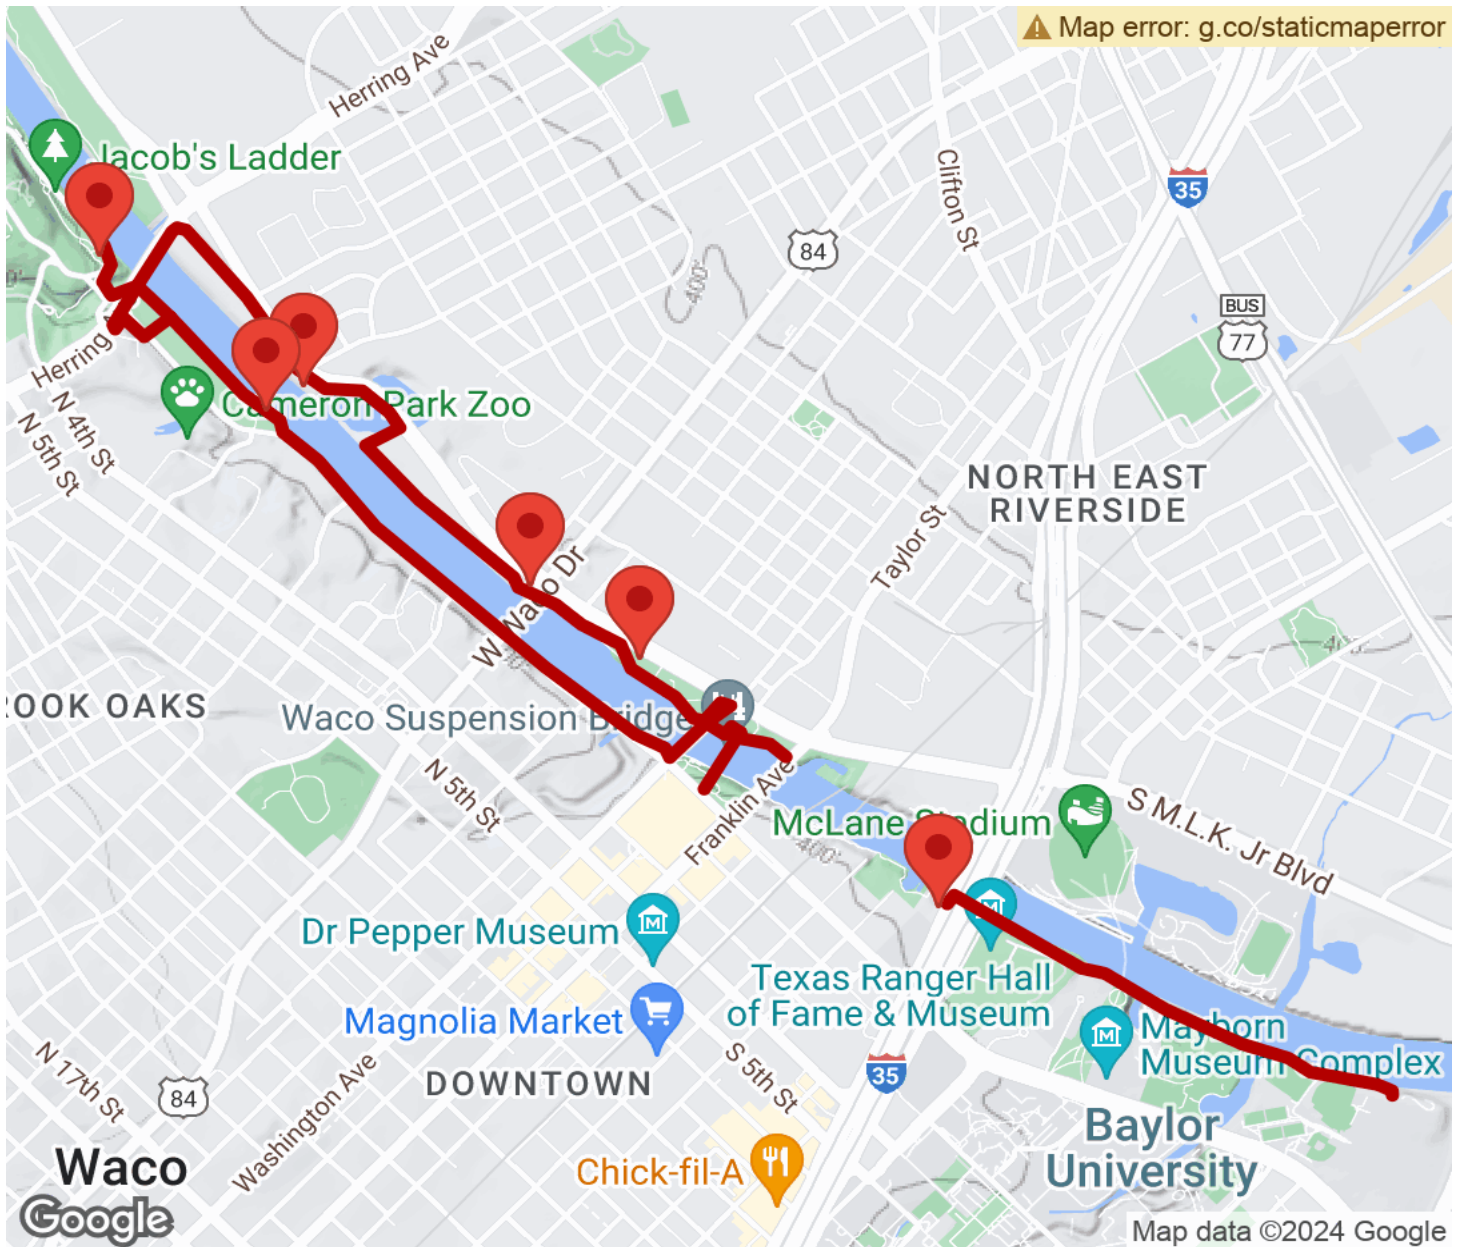 Map error: g.co/staticmaperror
Herring Ave
Jacob's Ladder
Clifton St
35
84
400'
BUS
77
Herring
N 4th St
N 5th St
Cameron Park Zoo
NORTH EAST
RIVERSIDE
Taylor St
W Waco Dr
400'
ROOK OAKS
Waco Suspension Bridge
N 5th St
Franklin Ave
McLane Stadium
400'
S M.L.K. Jr Blvd
Dr Pepper Museum
Texas Ranger Hall
of Fame & Museum
Magnolia Market
Mayborn
Museum Complex
N 17th St
84
DOWNTOWN
S 5th St
35
Washington Ave
Baylor
University
Chick-fil-A
Waco
Google
Map data ©2024 Google